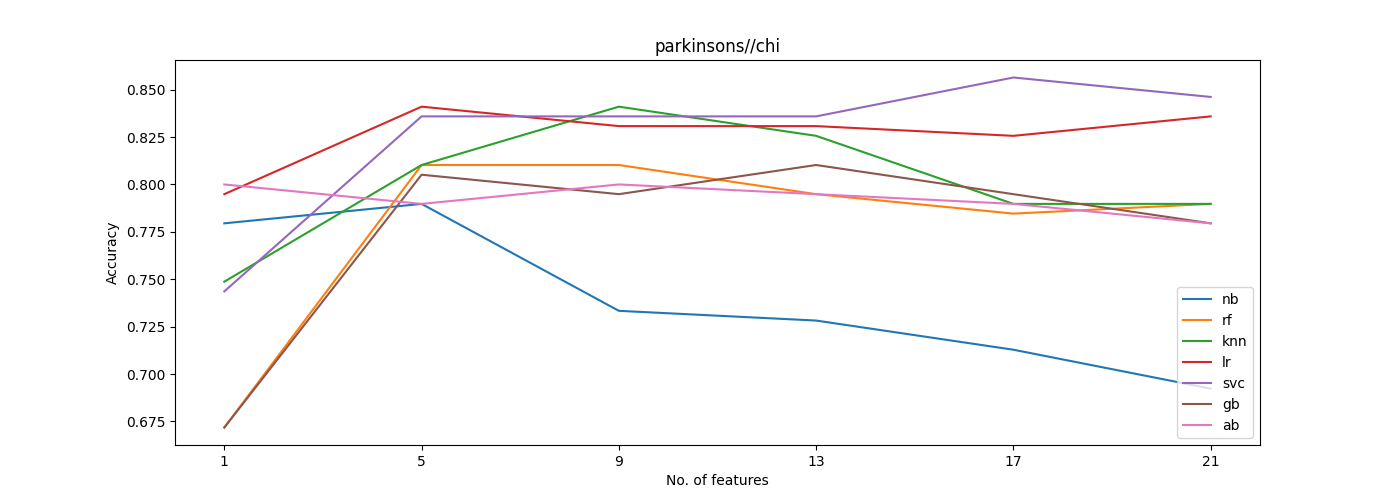 parkinsons//chi
Accuracy
0.850
0.825
0.800
0.775
0.750
0.725
0.700
0.675
nb
rf
knn
lr
svc
gb
ab
1 5 9 13 17 21
No. of features